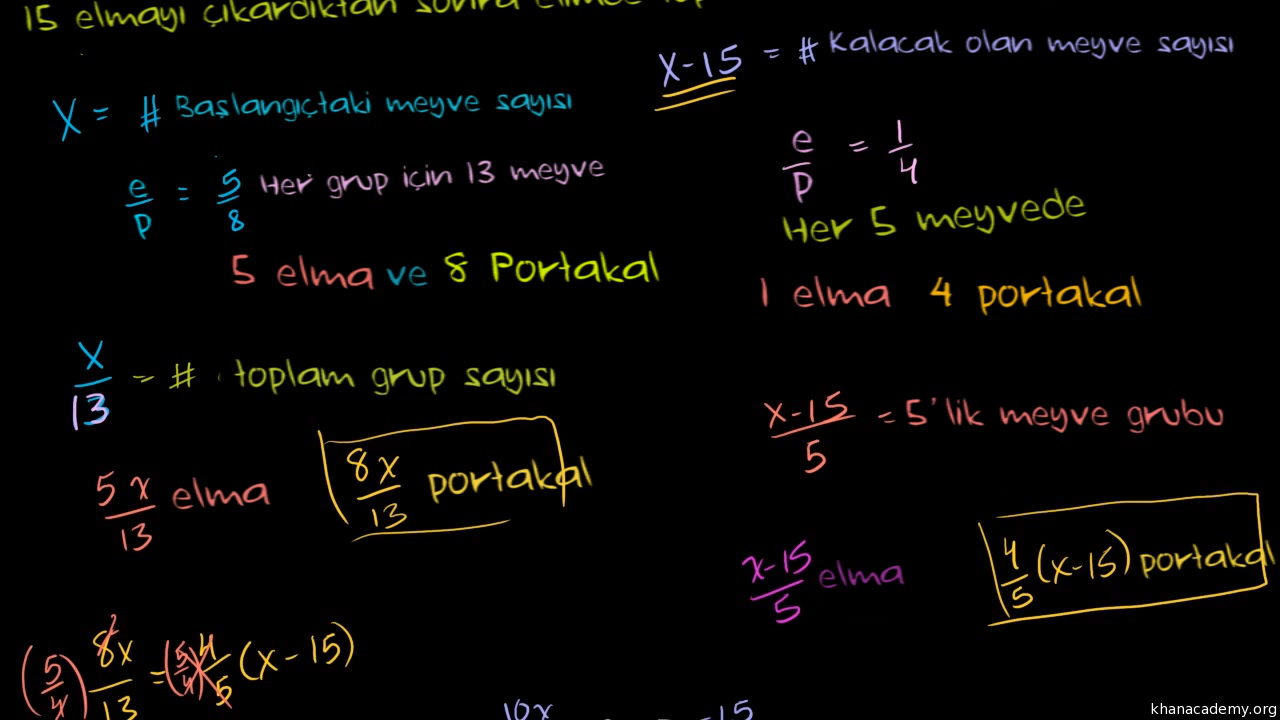 15 elmayı çıkardıktan sonra elimde
x-15 = # Kalacak olan meyve sayısı
X = # Başlangıçtaki meyve sayısı
e/p = 5/8 Her grup için 13 meyve
5 elma ve 8 Portakal
e/p = 1/4
Her 5 meyvede
1 elma 4 portakal
x/13 = # toplam grup sayısı
5x/13 elma
8x/13 portakal
x-15/5 = 5'lik meyve grubu
x-15/5 elma
4/5 (x-15) portakal
(5/4) 8x/13 = (5/4) 4/5 (x-15)
10x -15
khanacademy.org